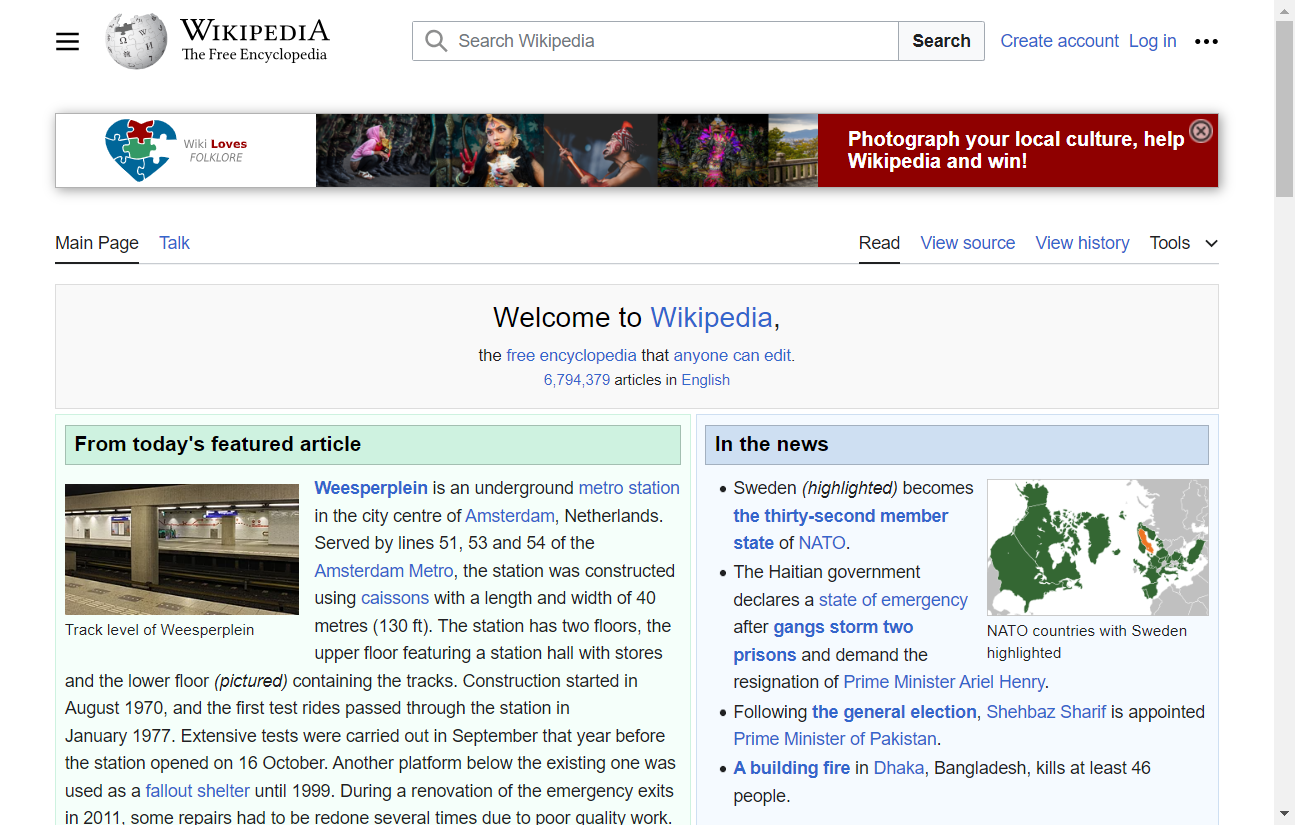 WIKIPEDIA
The Free Encyclopedia
Search Wikipedia
Search
Create account
Log in
Wiki Loves
FOLKLORE
Photograph your local culture, help
Wikipedia and win!
Main Page
Talk
Read
View source
View history
Tools
Welcome to Wikipedia,
the free encyclopedia that anyone can edit.
6,794,379 articles in English
From today's featured article
Track level of Weesperplein
Weesperplein is an underground metro station
in the city centre of Amsterdam, Netherlands.
Served by lines 51, 53 and 54 of the
Amsterdam Metro, the station was constructed
using caissons with a length and width of 40
metres (130 ft). The station has two floors, the
upper floor featuring a station hall with stores
and the lower floor (pictured) containing the tracks. Construction started in
August 1970, and the first test rides passed through the station in
January 1977. Extensive tests were carried out in September that year before
the station opened on 16 October. Another platform below the existing one was
used as a fallout shelter until 1999. During a renovation of the emergency exits
in 2011, some repairs had to be redone several times due to poor quality work.
In the news
NATO countries with Sweden
highlighted
Sweden (highlighted) becomes
the thirty-second member
state of NATO.
The Haitian government
declares a state of emergency
after gangs storm two
prisons and demand the
resignation of Prime Minister Ariel Henry.
Following the general election, Shehbaz Sharif is appointed
Prime Minister of Pakistan.
A building fire in Dhaka, Bangladesh, kills at least 46
people.